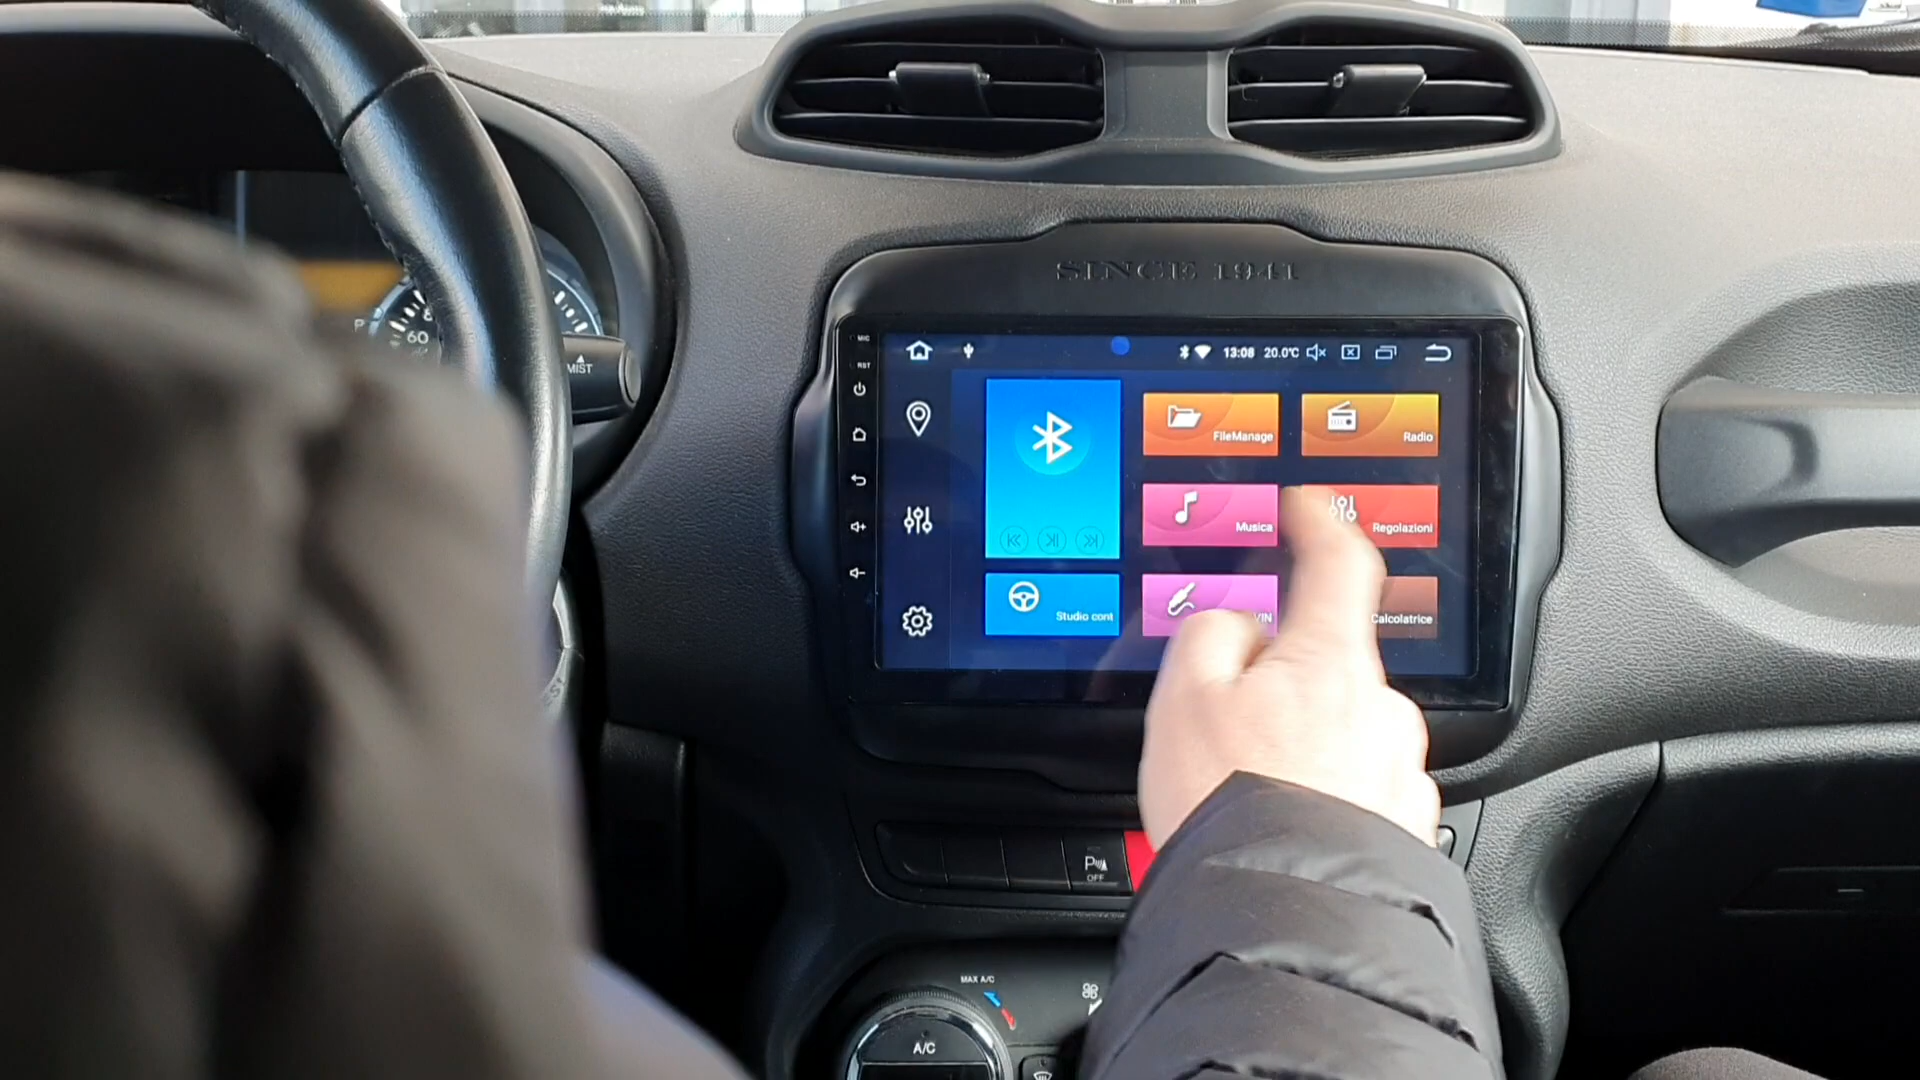 SINCE 1941
MIC
RST
13:08 20.0°C
FileManage
Radio
Musica
Regolazioni
Studio cont
VIN
Calcolatrice
P
60
MIST
P
OFF
MAX A/C
A/C